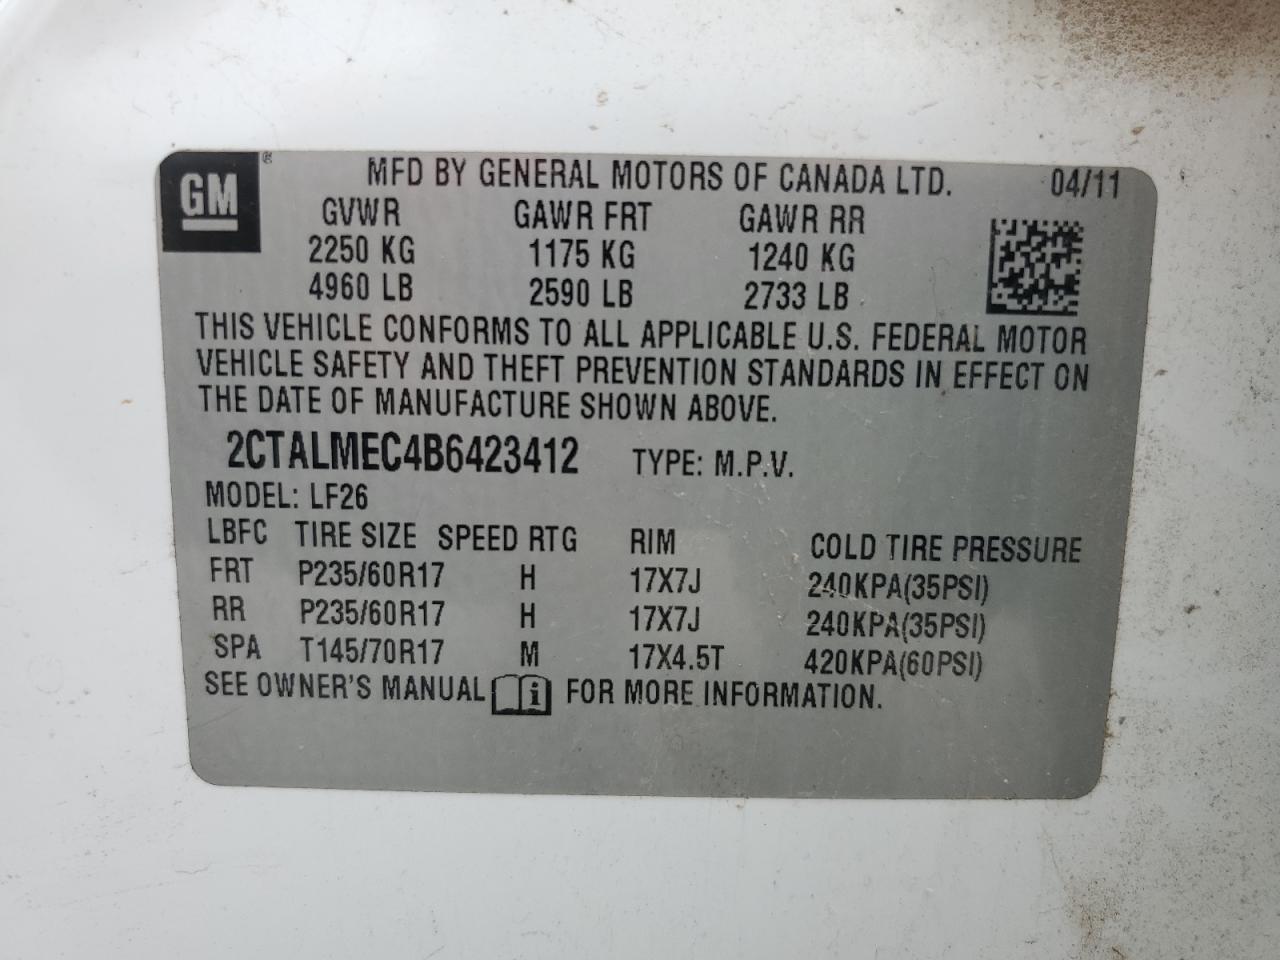 GM ®
MFD BY GENERAL MOTORS OF CANADA LTD. 04/11
GVWR GAWR FRT GAWR RR
2250 KG 1175 KG 1240 KG
4960 LB 2590 LB 2733 LB
THIS VEHICLE CONFORMS TO ALL APPLICABLE U.S. FEDERAL MOTOR
VEHICLE SAFETY AND THEFT PREVENTION STANDARDS IN EFFECT ON
THE DATE OF MANUFACTURE SHOWN ABOVE.
2CTALMEC4B6423412 TYPE: M.P.V.
MODEL: LF26
LBFC TIRE SIZE SPEED RTG RIM COLD TIRE PRESSURE
FRT P235/60R17 H 17X7J 240KPA(35PSI)
RR P235/60R17 H 17X7J 240KPA(35PSI)
SPA T145/70R17 M 17X4.5T 420KPA(60PSI)
SEE OWNER'S MANUAL i FOR MORE INFORMATION.